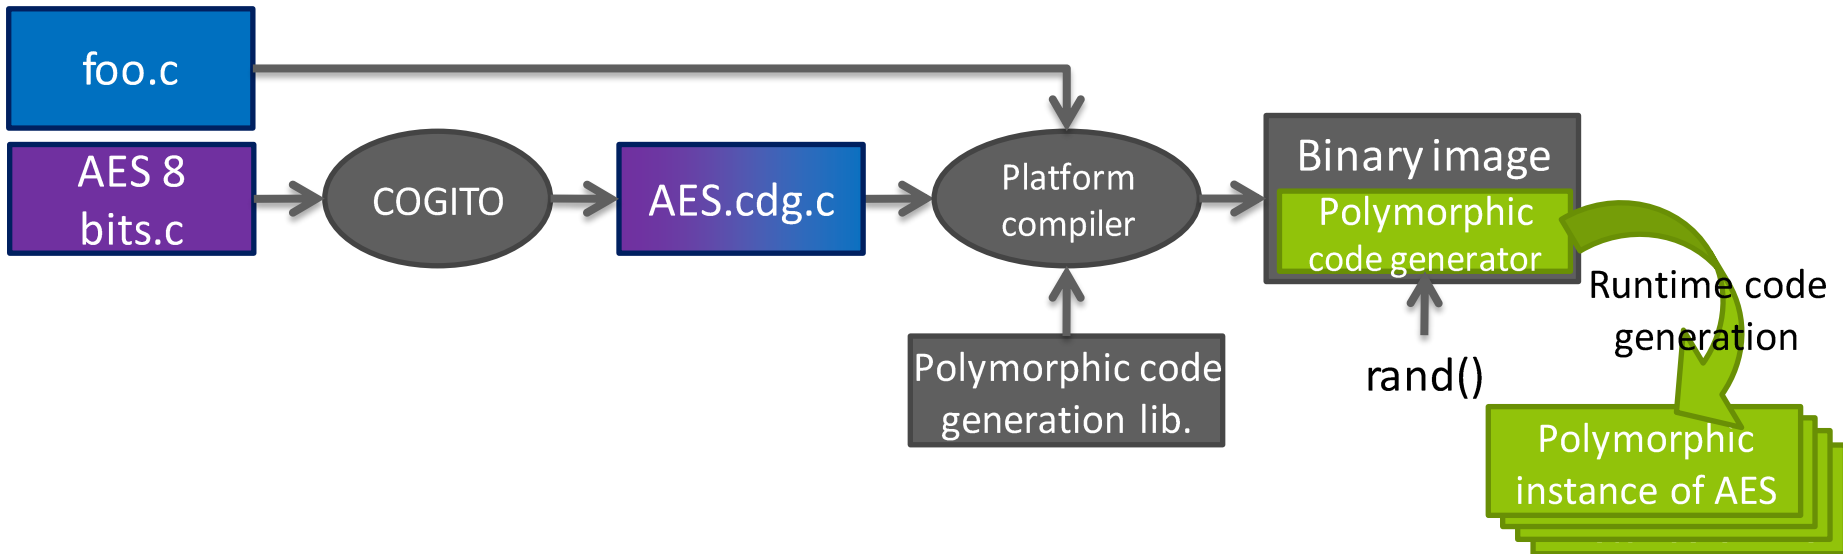 foo.c
AES 8
bits.c
COGITO
AES.cdg.c
Platform
compiler
Polymorphic code
generation lib.
Binary image
Polymorphic
code generator
rand()
Runtime code
generation
Polymorphic
instance of AES